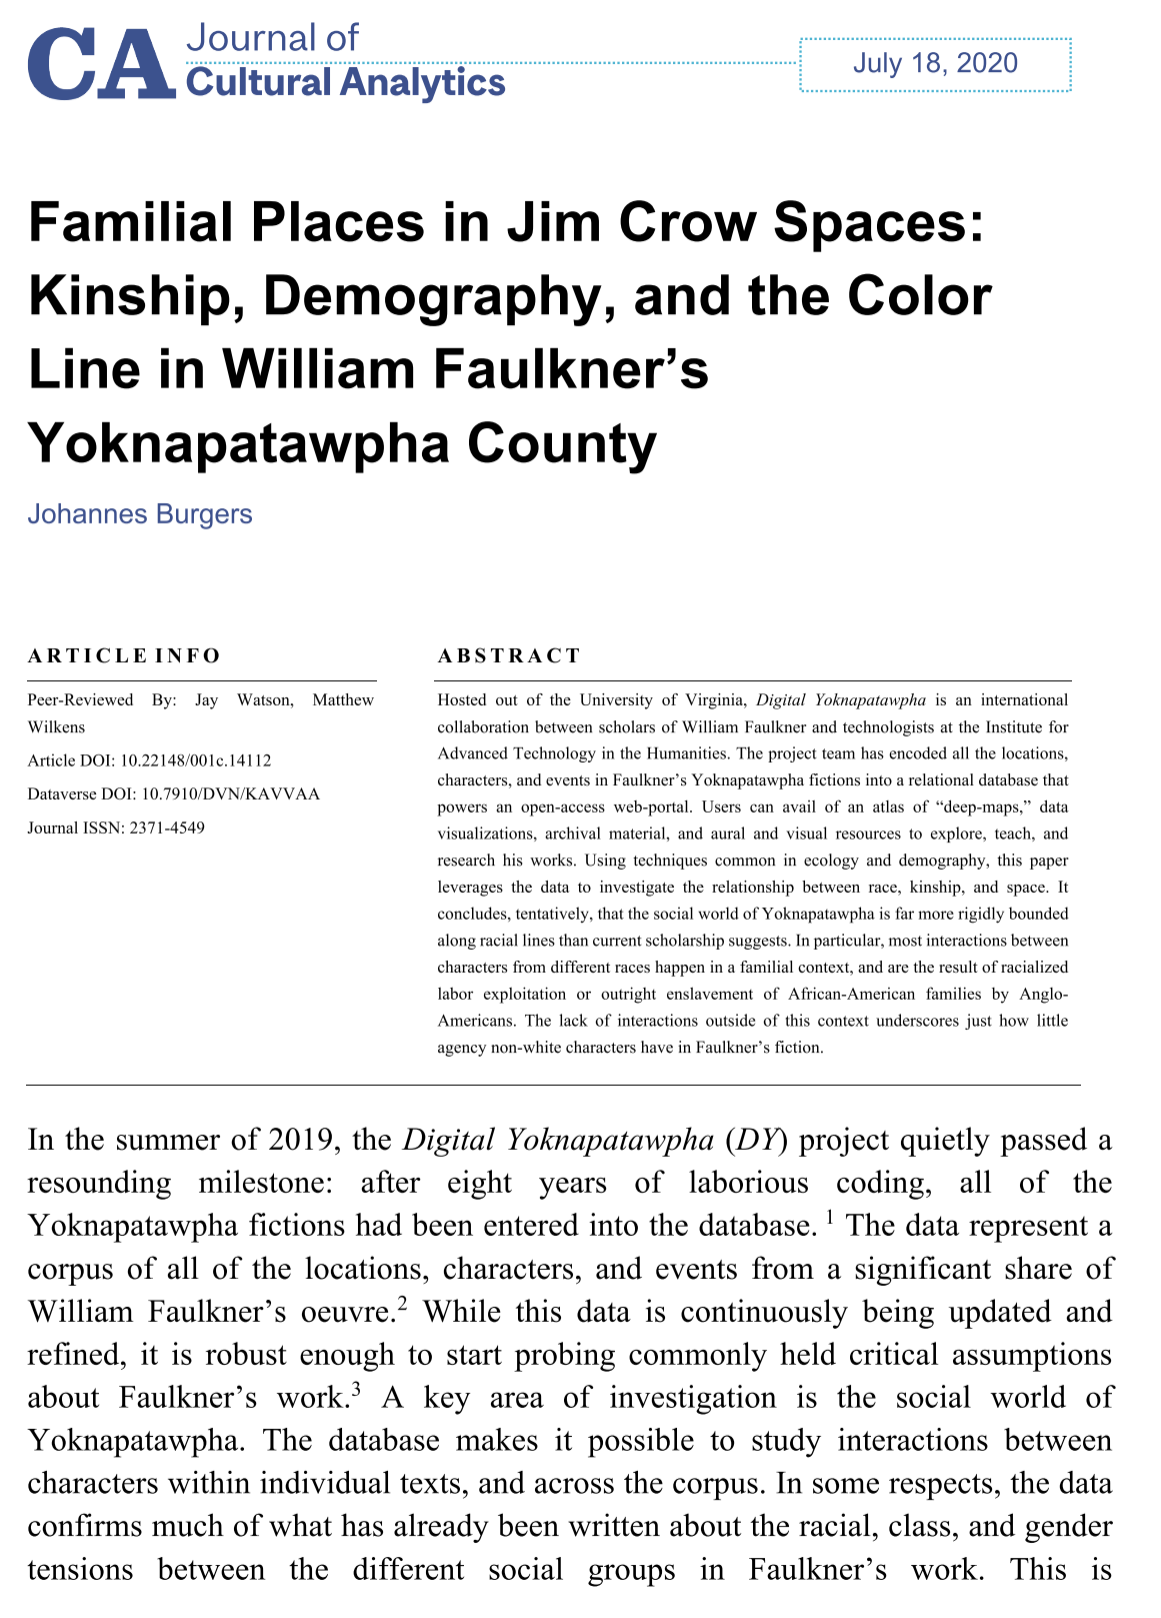 CA Journal of
Cultural Analytics
July 18, 2020
Familial Places in Jim Crow Spaces:
Kinship, Demography, and the Color
Line in William Faulkner’s
Yoknapatawpha County
Johannes Burgers
ARTICLE INFO
Peer-Reviewed By: Jay Watson, Matthew
Wilkens
Article DOI: 10.22148/001c.14112
Dataverse DOI: 10.7910/DVN/KAVVAA
Journal ISSN: 2371-4549
ABSTRACT
Hosted out of the University of Virginia, Digital Yoknapatawpha is an international
collaboration between scholars of William Faulkner and technologists at the Institute for
Advanced Technology in the Humanities. The project team has encoded all the locations,
characters, and events in Faulkner’s Yoknapatawpha fictions into a relational database that
powers an open-access web-portal. Users can avail of an atlas of “deep-maps,” data
visualizations, archival material, and aural and visual resources to explore, teach, and
research his works. Using techniques common in ecology and demography, this paper
leverages the data to investigate the relationship between race, kinship, and space. It
concludes, tentatively, that the social world of Yoknapatawpha is far more rigidly bounded
along racial lines than current scholarship suggests. In particular, most interactions between
characters from different races happen in a familial context, and are the result of racialized
labor exploitation or outright enslavement of African-American families by Anglo-
Americans. The lack of interactions outside of this context underscores just how little
agency non-white characters have in Faulkner’s fiction.
In the summer of 2019, the Digital Yoknapatawpha (DY) project quietly passed a
resounding milestone: after eight years of laborious coding, all of the
Yoknapatawpha fictions had been entered into the database. 1 The data represent a
corpus of all of the locations, characters, and events from a significant share of
William Faulkner’s oeuvre.2 While this data is continuously being updated and
refined, it is robust enough to start probing commonly held critical assumptions
about Faulkner’s work.3 A key area of investigation is the social world of
Yoknapatawpha. The database makes it possible to study interactions between
characters within individual texts, and across the corpus. In some respects, the data
confirms much of what has already been written about the racial, class, and gender
tensions between the different social groups in Faulkner’s work. This is